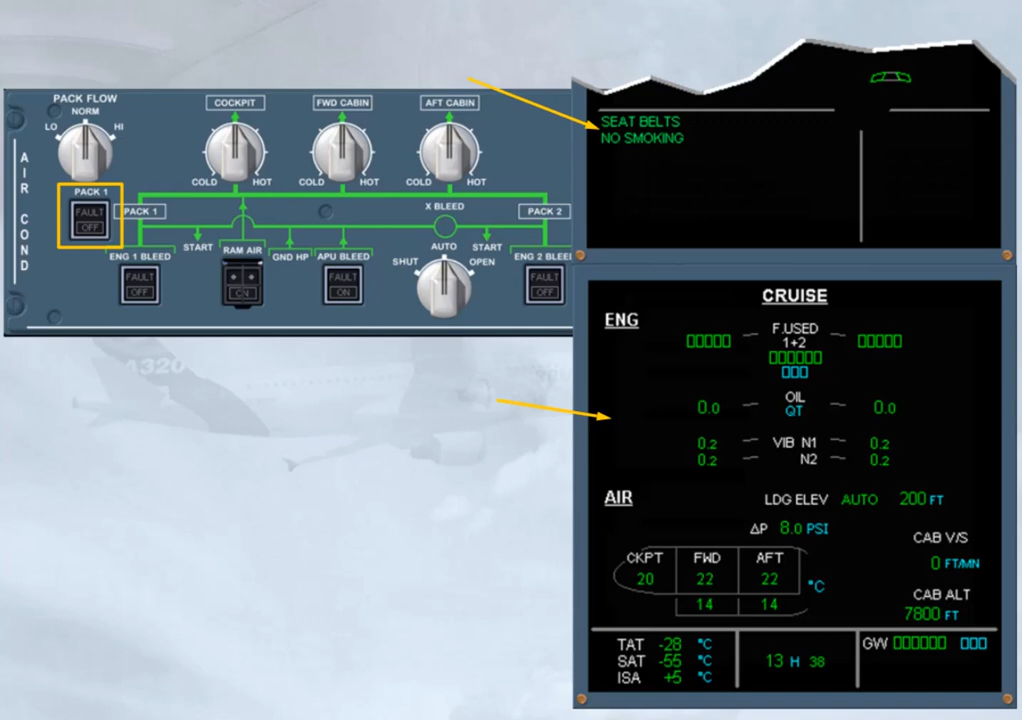 PACK FLOW
NORM
LO
HI
COCKPIT
FWD CABIN
AFT CABIN
COLD
HOT
COLD
HOT
COLD
HOT
AIR COND
PACK 1
FAULT
OFF
PACK 1
X BLEED
PACK 2
START
RAM AIR
GND HP
APU BLEED
AUTO
START
SHUT
OPEN
ENG 1 BLEED
ENG 2 BLEE
FAULT
OFF
ON
FAULT
ON
FAULT
OFF
A320
SEAT BELTS
NO SMOKING
CRUISE
ENG
F.USED
1+2
OIL
0.0 QT 0.0
0.2 VIB N1 0.2
0.2 N2 0.2
AIR
LDG ELEV AUTO 200 FT
ΔP 8.0 PSI
CAB V/S
0 FT/MN
CKPT FWD AFT
20 22 22 °C
14 14
CAB ALT
7800 FT
TAT -28 °C
SAT -55 °C
ISA +5 °C
13 H 38
GW